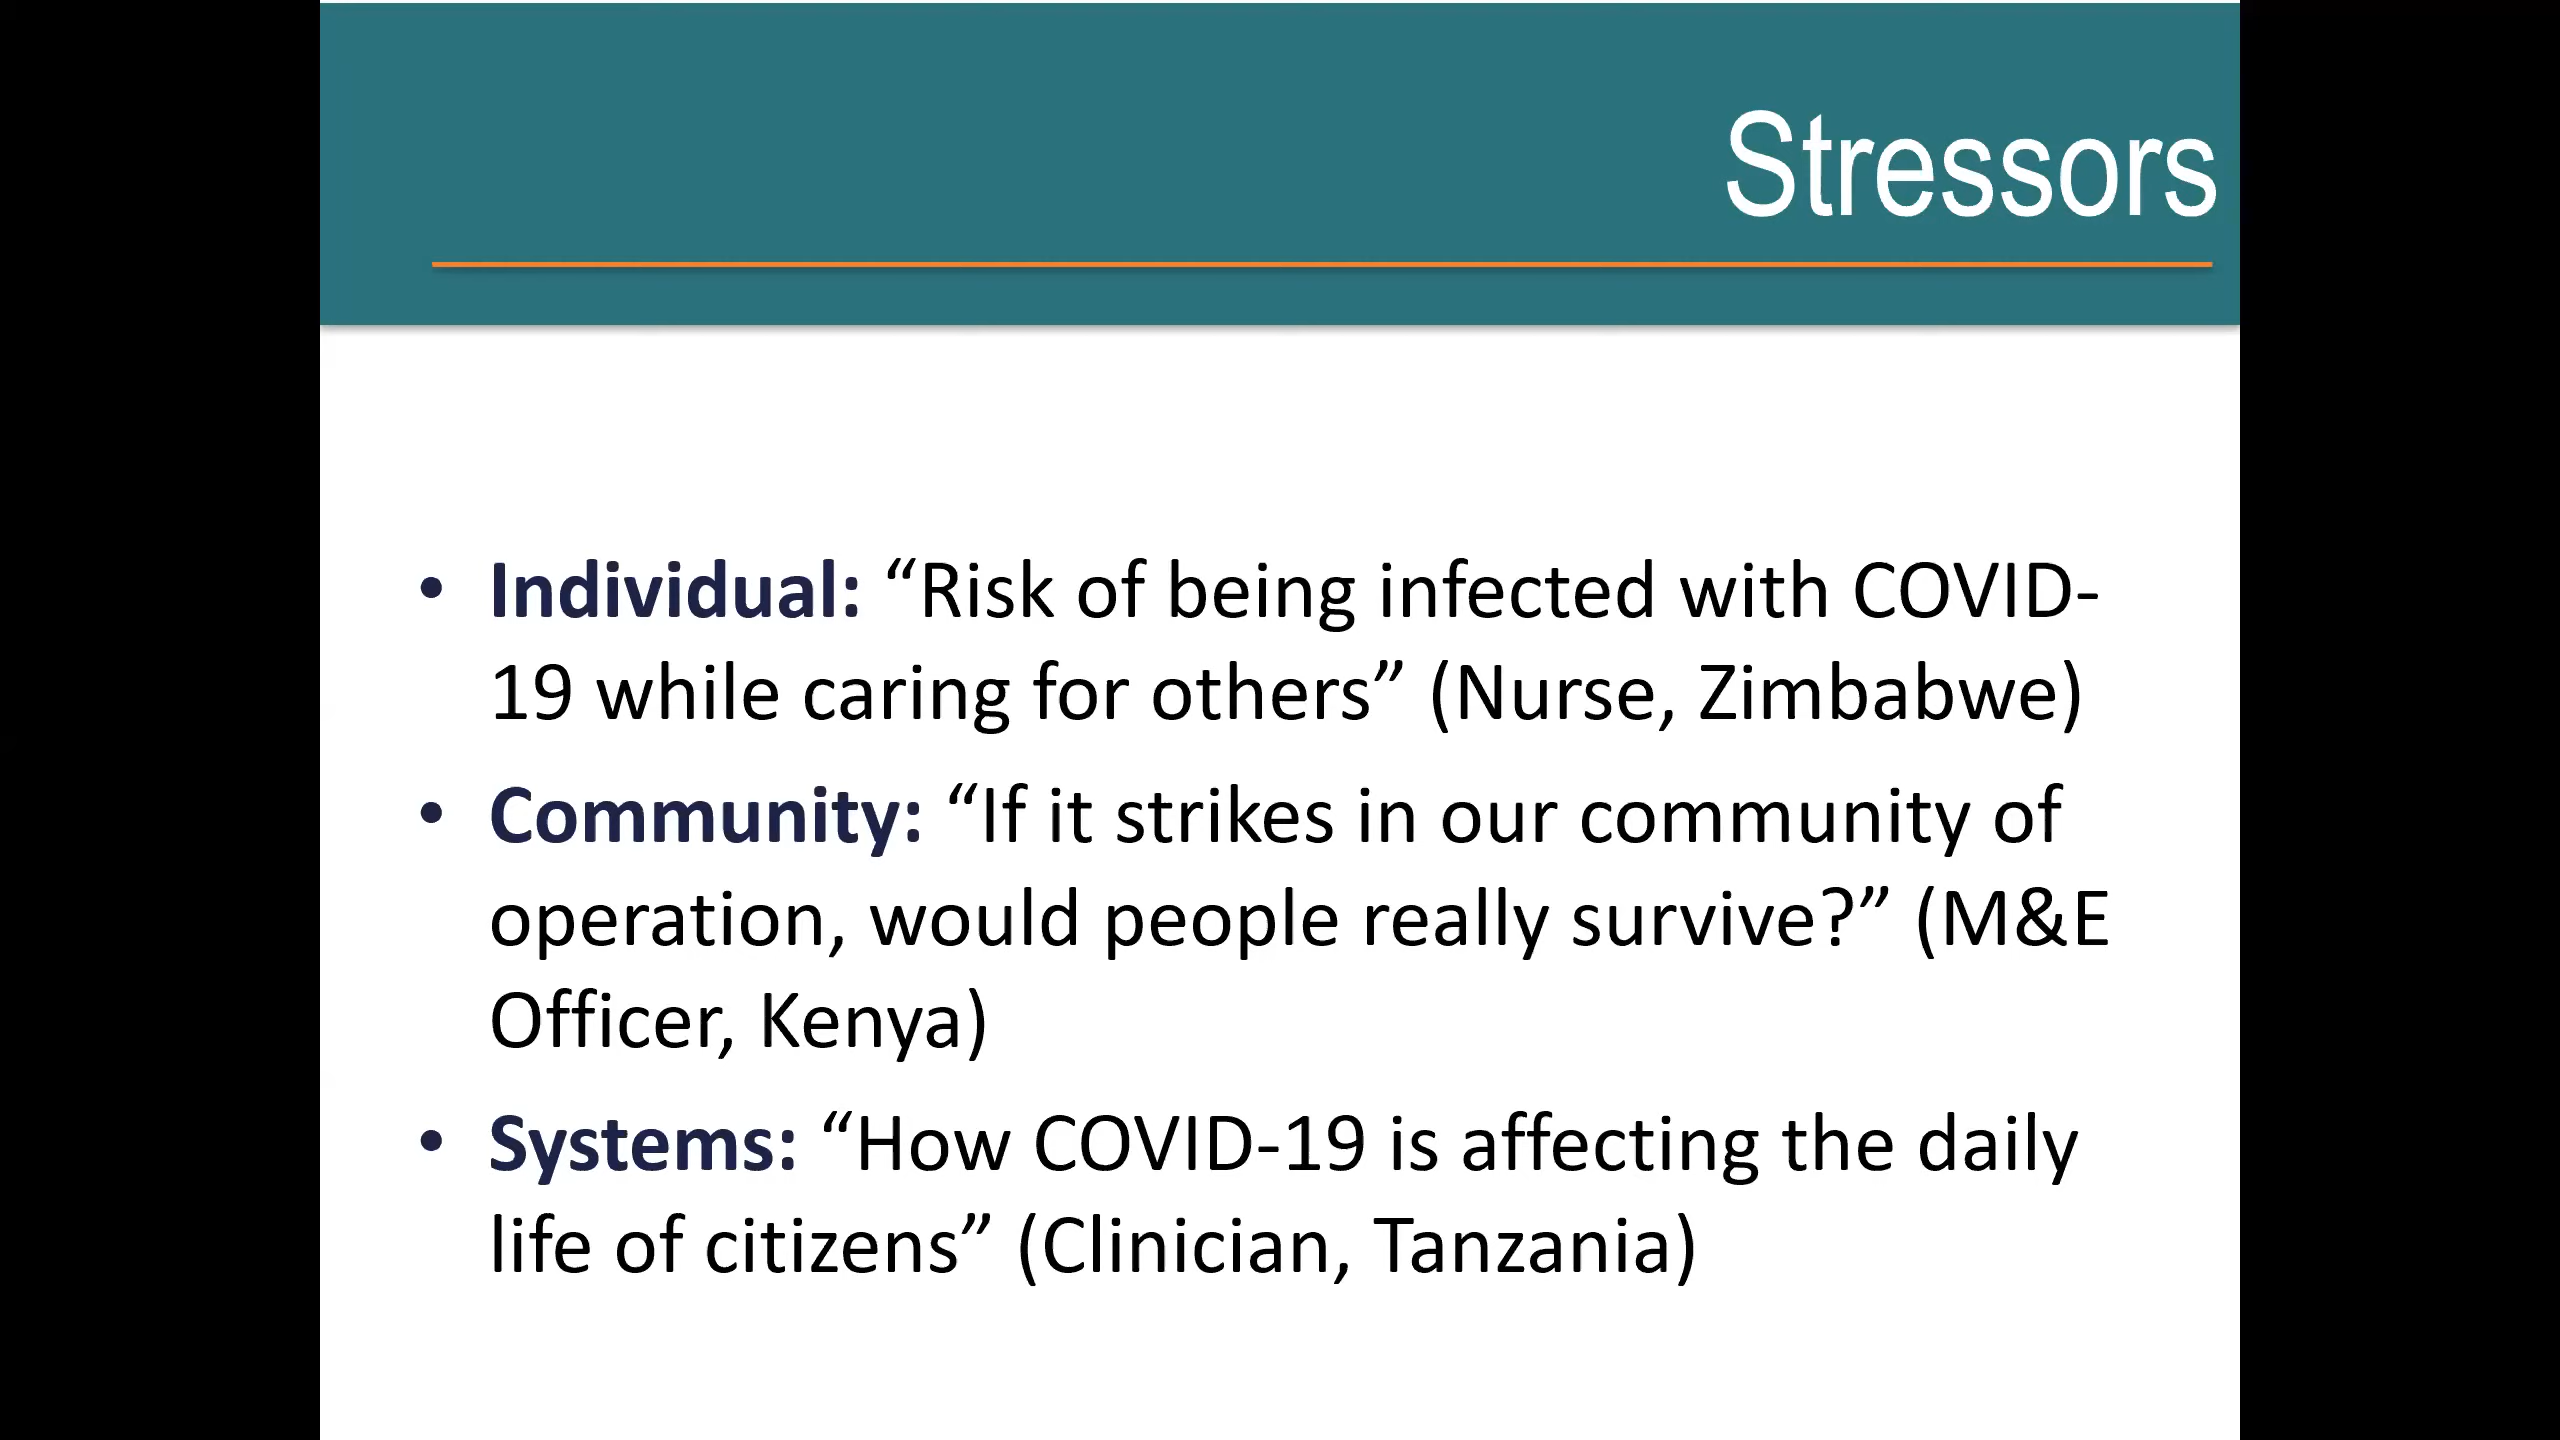 Stressors
• Individual: “Risk of being infected with COVID-
19 while caring for others” (Nurse, Zimbabwe)
• Community: “If it strikes in our community of
operation, would people really survive?” (M&E
Officer, Kenya)
• Systems: “How COVID-19 is affecting the daily
life of citizens” (Clinician, Tanzania)